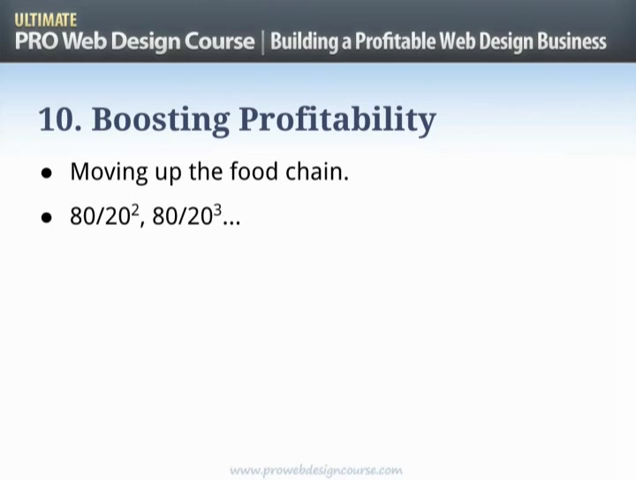 ULTIMATE
PRO Web Design Course | Building a Profitable Web Design Business
10. Boosting Profitability
● Moving up the food chain.
● 80/20², 80/20³...
www.prowebdesigncourse.com